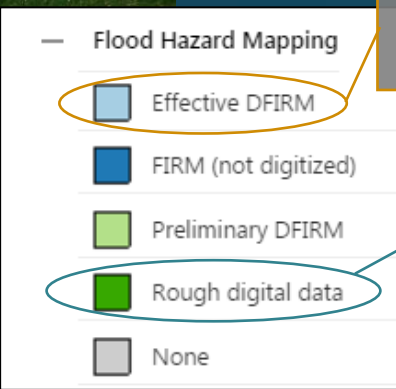 Flood Hazard Mapping
Effective DFIRM
FIRM (not digitized)
Preliminary DFIRM
Rough digital data
None